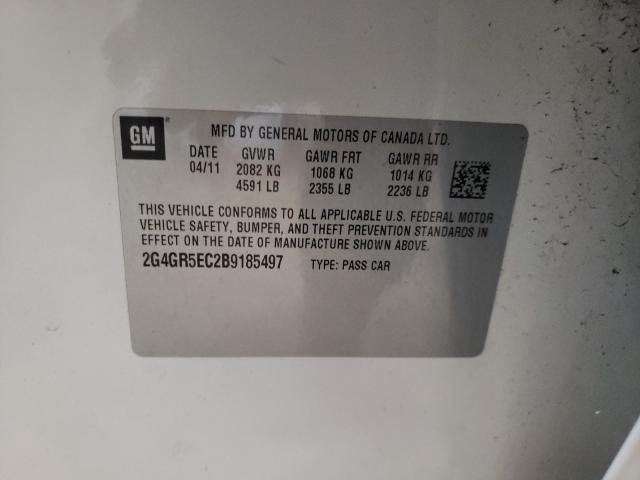 GM®
MFD BY GENERAL MOTORS OF CANADA LTD.
DATE GVWR GAWR FRT GAWR RR
04/11 2082 KG 1068 KG 1014 KG
4591 LB 2355 LB 2236 LB
THIS VEHICLE CONFORMS TO ALL APPLICABLE U.S. FEDERAL MOTOR
VEHICLE SAFETY, BUMPER, AND THEFT PREVENTION STANDARDS IN
EFFECT ON THE DATE OF MANUFACTURE SHOWN ABOVE.
2G4GR5EC2B9185497 TYPE: PASS CAR